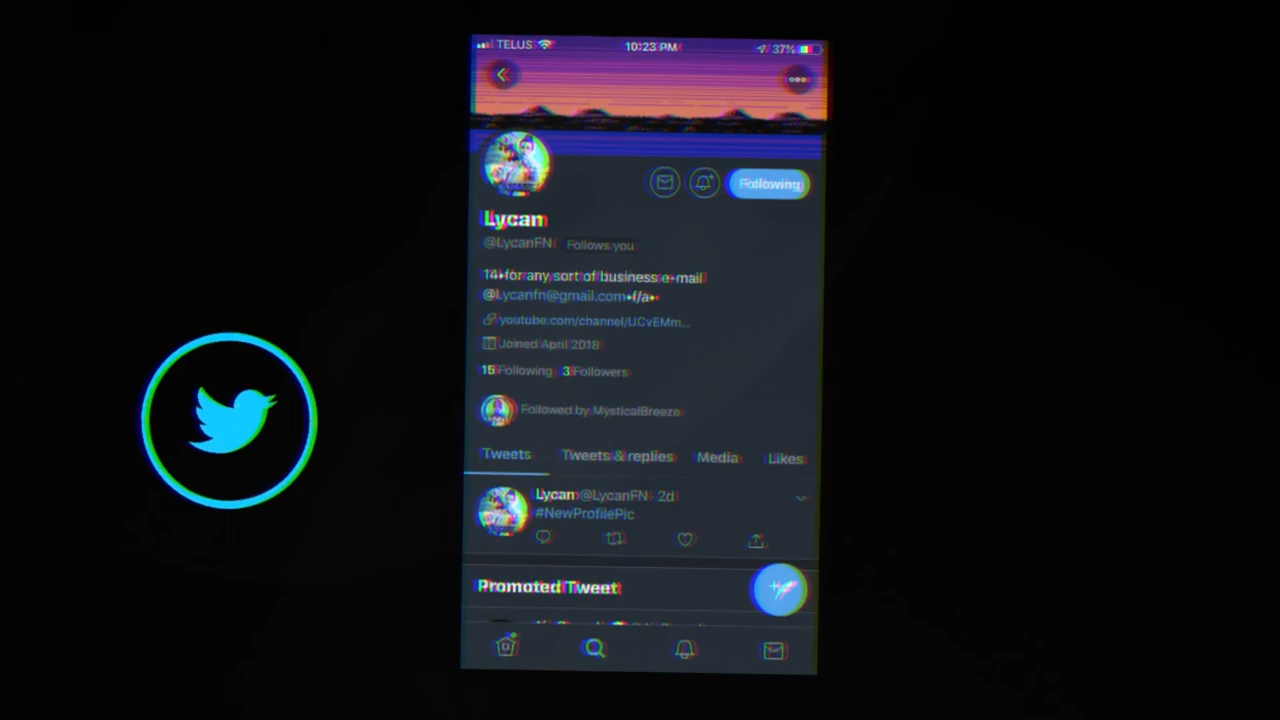 TELUS 10:23 PM 37%
Following
Lycan
@LycanFN Follows you
14•for any sort of business e-mail
@Lycanfn@gmail.com•f/a•
youtube.com/channel/UCvEMm...
Joined April 2018
15 Following 3 Followers
Followed by MysticalBreeze
Tweets Tweets & replies Media Likes
Lycan @LycanFN · 2d
#NewProfilePic
Promoted Tweet